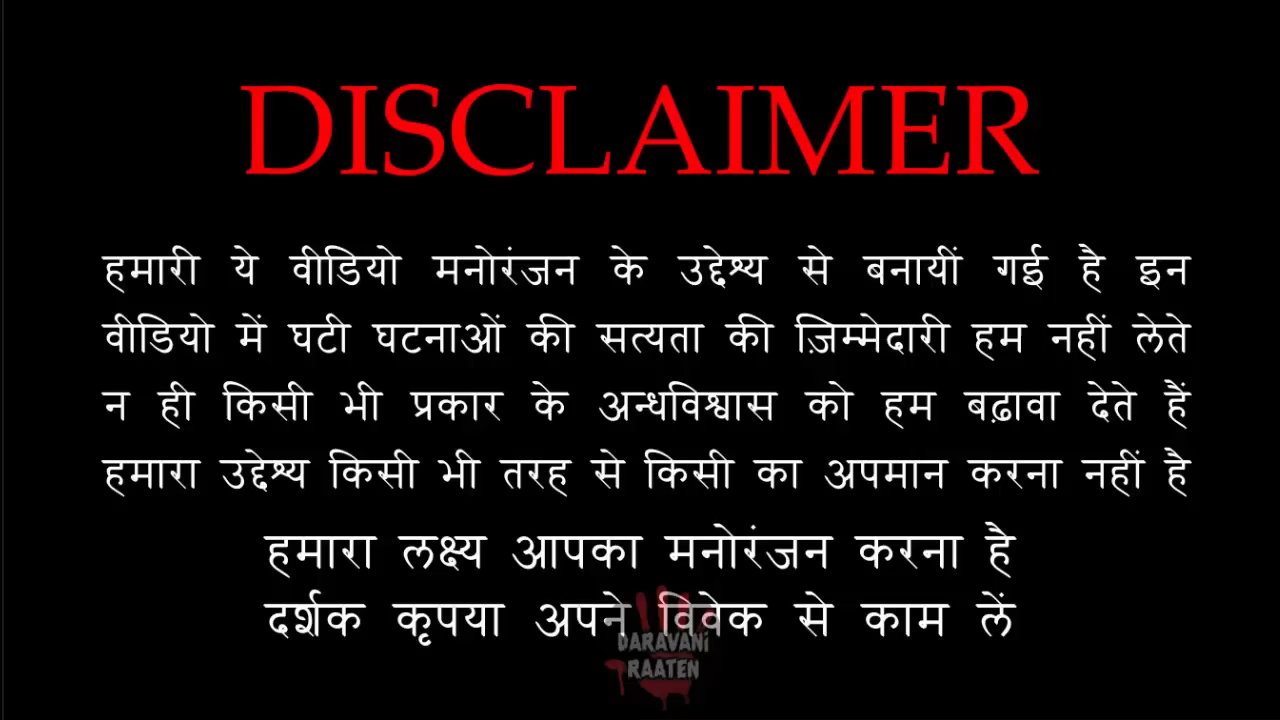 DISCLAIMER
हमारी ये वीडियो मनोरंजन के उद्देश्य से बनायीं गई है इन
वीडियो में घटी घटनाओं की सत्यता की ज़िम्मेदारी हम नहीं लेते
न ही किसी भी प्रकार के अन्धविश्वास को हम बढ़ावा देते हैं
हमारा उद्देश्य किसी भी तरह से किसी का अपमान करना नहीं है
हमारा लक्ष्य आपका मनोरंजन करना है
दर्शक कृपया अपने विवेक से काम लें
DARAVANi
RAATEN